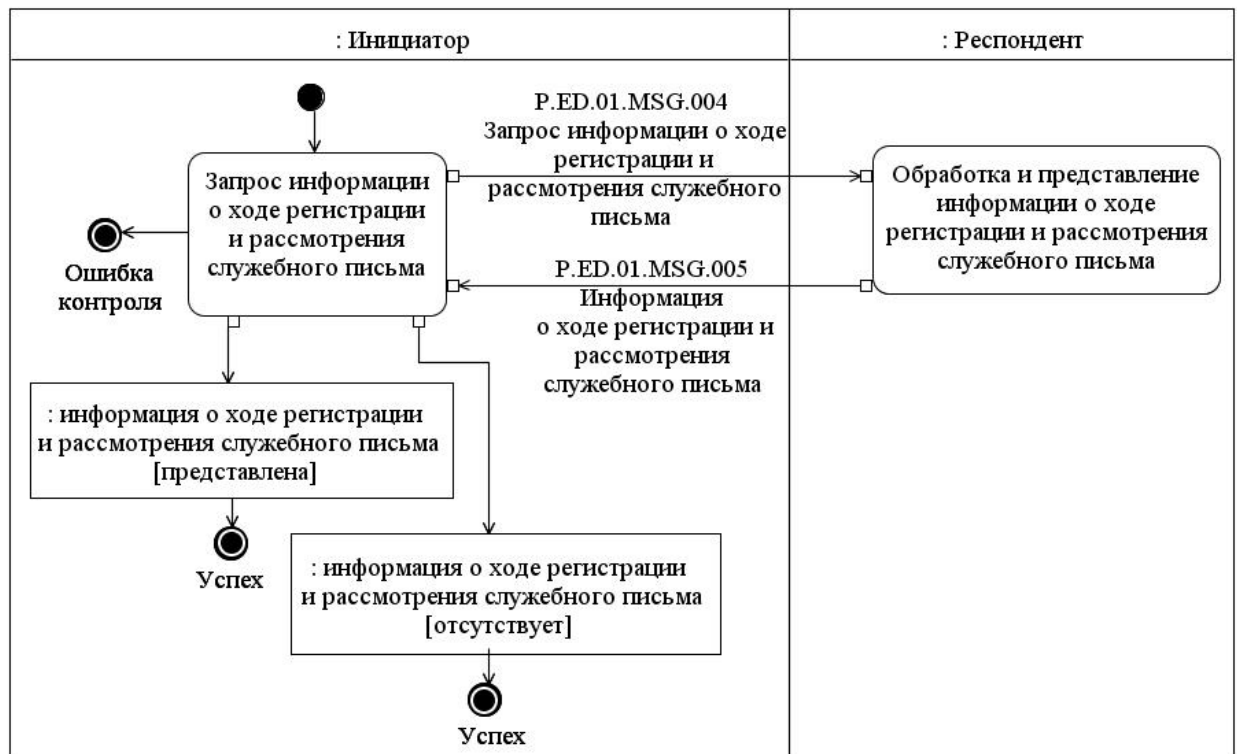 : Инициатор
: Респондент
P.ED.01.MSG.004
Запрос информации о ходе
регистрации и
рассмотрения служебного
письма
Запрос информации
о ходе регистрации
и рассмотрения
служебного письма
Обработка и представление
информации о ходе
регистрации и рассмотрения
служебного письма
Ошибка
контроля
P.ED.01.MSG.005
Информация
о ходе регистрации и
рассмотрения
служебного письма
: информация о ходе регистрации
и рассмотрения служебного письма
[представлена]
Успех
: информация о ходе регистрации
и рассмотрения служебного письма
[отсутствует]
Успех